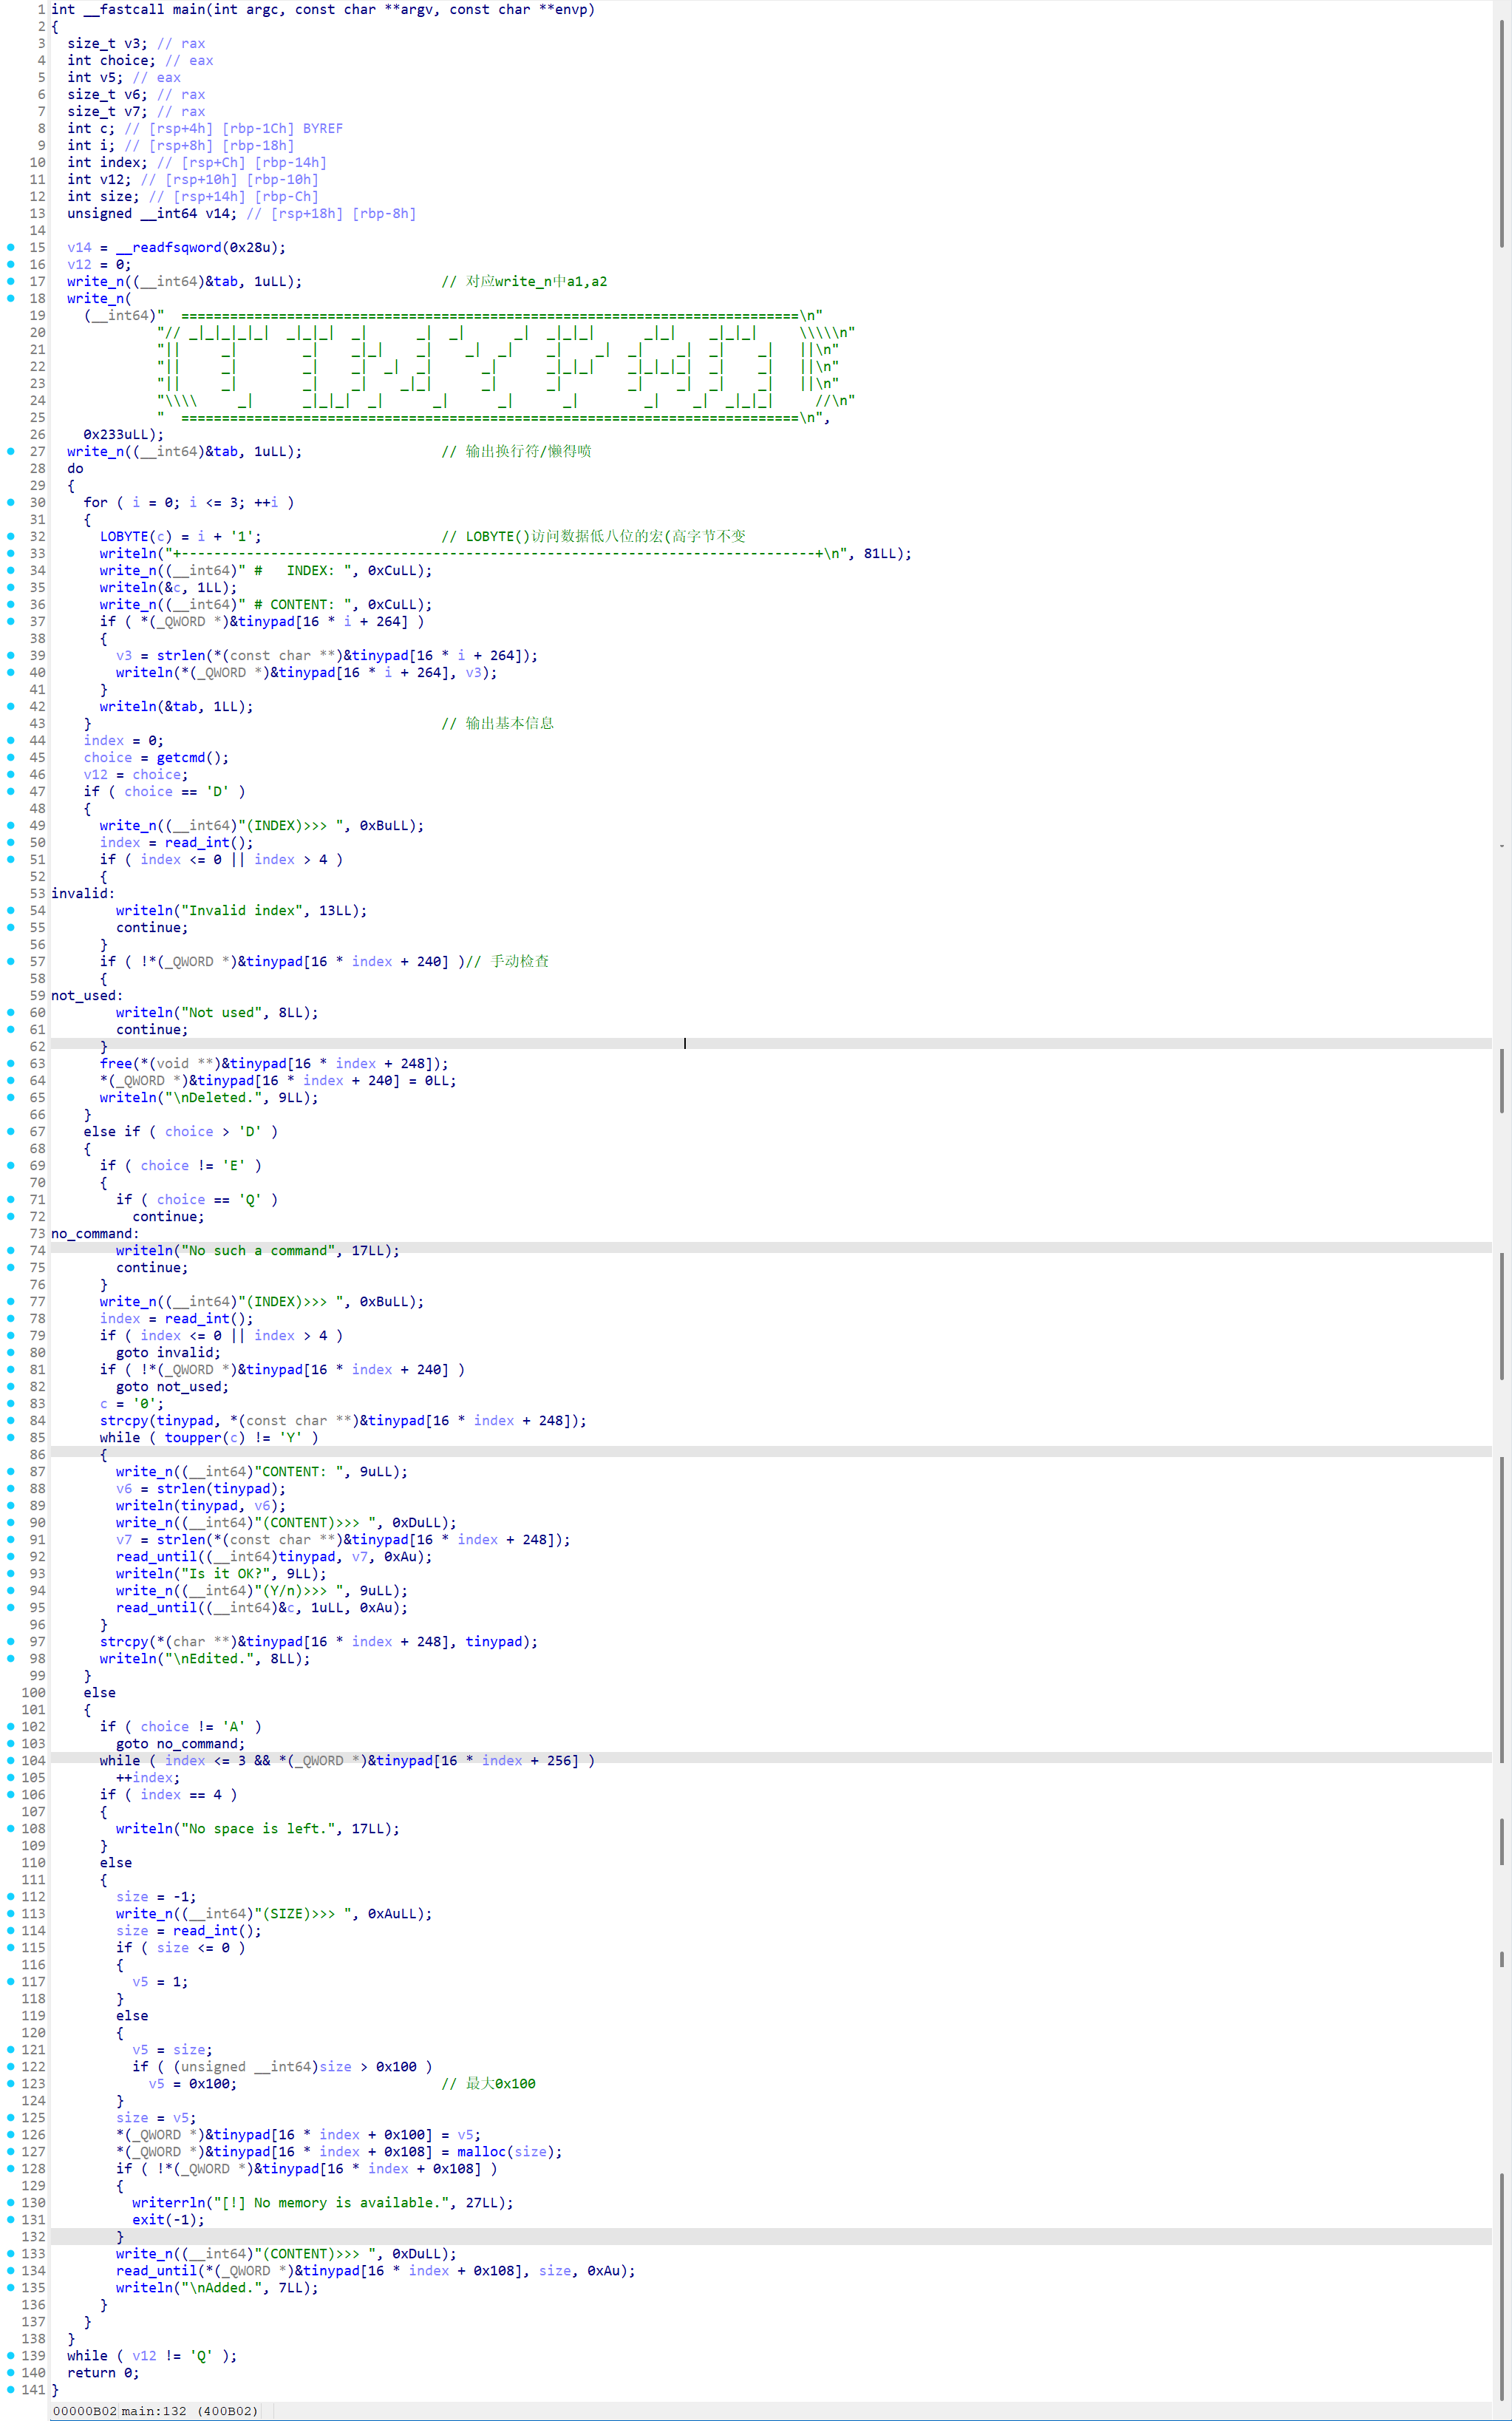 1 int __fastcall main(int argc, const char **argv, const char **envp)
2 {
3   size_t v3; // rax
4   int choice; // eax
5   int v5; // eax
6   size_t v6; // rax
7   size_t v7; // rax
8   int c; // [rsp+4h] [rbp-1Ch] BYREF
9   int i; // [rsp+8h] [rbp-18h]
10   int index; // [rsp+Ch] [rbp-14h]
11   int v12; // [rsp+10h] [rbp-10h]
12   int size; // [rsp+14h] [rbp-Ch]
13   unsigned __int64 v14; // [rsp+18h] [rbp-8h]
14
15   v14 = __readfsqword(0x28u);
16   v12 = 0;
17   write_n((__int64)&tab, 1uLL);                 // 对应write_n中a1,a2
18   write_n(
19     (__int64)"  ============================================================================\n"
20              "// _|_|_|_|_|  _|_|_|  _|      _|  _|      _|  _|_|_|      _|_|    _|_|_|     \\\\\n"
21              "||     _|        _|    _|_|    _|    _|  _|    _|    _|  _|    _|  _|    _|   ||\n"
22              "||     _|        _|    _|  _|  _|      _|      _|_|_|    _|_|_|_|  _|    _|   ||\n"
23              "||     _|        _|    _|    _|_|      _|      _|        _|    _|  _|    _|   ||\n"
24              "\\\\     _|      _|_|_|  _|      _|      _|      _|        _|    _|  _|_|_|     //\n"
25              "  ============================================================================\n",
26     0x233uLL);
27   write_n((__int64)&tab, 1uLL);                 // 输出换行符/懒得喷
28   do
29   {
30     for ( i = 0; i <= 3; ++i )
31     {
32       LOBYTE(c) = i + '1';                      // LOBYTE()访问数据低八位的宏(高字节不变
33       writeln("+------------------------------------------------------------------------------+\n", 81LL);
34       write_n((__int64)" #   INDEX: ", 0xCuLL);
35       writeln(&c, 1LL);
36       write_n((__int64)" # CONTENT: ", 0xCuLL);
37       if ( *(_QWORD *)&tinypad[16 * i + 264] )
38       {
39         v3 = strlen(*(const char **)&tinypad[16 * i + 264]);
40         writeln(*(_QWORD *)&tinypad[16 * i + 264], v3);
41       }
42       writeln(&tab, 1LL);
43     }                                           // 输出基本信息
44     index = 0;
45     choice = getcmd();
46     v12 = choice;
47     if ( choice == 'D' )
48     {
49       write_n((__int64)"(INDEX)>>> ", 0xBuLL);
50       index = read_int();
51       if ( index <= 0 || index > 4 )
52       {
53 invalid:
54         writeln("Invalid index", 13LL);
55         continue;
56       }
57       if ( !*(_QWORD *)&tinypad[16 * index + 240] )// 手动检查
58       {
59 not_used:
60         writeln("Not used", 8LL);
61         continue;
62       }
63       free(*(void **)&tinypad[16 * index + 248]);
64       *(_QWORD *)&tinypad[16 * index + 240] = 0LL;
65       writeln("\nDeleted.", 9LL);
66     }
67     else if ( choice > 'D' )
68     {
69       if ( choice != 'E' )
70       {
71         if ( choice == 'Q' )
72           continue;
73 no_command:
74         writeln("No such a command", 17LL);
75         continue;
76       }
77       write_n((__int64)"(INDEX)>>> ", 0xBuLL);
78       index = read_int();
79       if ( index <= 0 || index > 4 )
80         goto invalid;
81       if ( !*(_QWORD *)&tinypad[16 * index + 240] )
82         goto not_used;
83       c = '0';
84       strcpy(tinypad, *(const char **)&tinypad[16 * index + 248]);
85       while ( toupper(c) != 'Y' )
86       {
87         write_n((__int64)"CONTENT: ", 9uLL);
88         v6 = strlen(tinypad);
89         writeln(tinypad, v6);
90         write_n((__int64)"(CONTENT)>>> ", 0xDuLL);
91         v7 = strlen(*(const char **)&tinypad[16 * index + 248]);
92         read_until((__int64)tinypad, v7, 0xAu);
93         writeln("Is it OK?", 9LL);
94         write_n((__int64)"(Y/n)>>> ", 9uLL);
95         read_until((__int64)&c, 1uLL, 0xAu);
96       }
97       strcpy(*(char **)&tinypad[16 * index + 248], tinypad);
98       writeln("\nEdited.", 8LL);
99     }
100     else
101     {
102       if ( choice != 'A' )
103         goto no_command;
104       while ( index <= 3 && *(_QWORD *)&tinypad[16 * index + 256] )
105         ++index;
106       if ( index == 4 )
107       {
108         writeln("No space is left.", 17LL);
109       }
110       else
111       {
112         size = -1;
113         write_n((__int64)"(SIZE)>>> ", 0xAuLL);
114         size = read_int();
115         if ( size <= 0 )
116         {
117           v5 = 1;
118         }
119         else
120         {
121           v5 = size;
122           if ( (unsigned __int64)size > 0x100 )
123             v5 = 0x100;                         // 最大0x100
124         }
125         size = v5;
126         *(_QWORD *)&tinypad[16 * index + 0x100] = v5;
127         *(_QWORD *)&tinypad[16 * index + 0x108] = malloc(size);
128         if ( !*(_QWORD *)&tinypad[16 * index + 0x108] )
129         {
130           writerrln("[!] No memory is available.", 27LL);
131           exit(-1);
132         }
133         write_n((__int64)"(CONTENT)>>> ", 0xDuLL);
134         read_until(*(_QWORD *)&tinypad[16 * index + 0x108], size, 0xAu);
135         writeln("\nAdded.", 7LL);
136       }
137     }
138   }
139   while ( v12 != 'Q' );
140   return 0;
141 }
00000B02 main:132 (400B02)